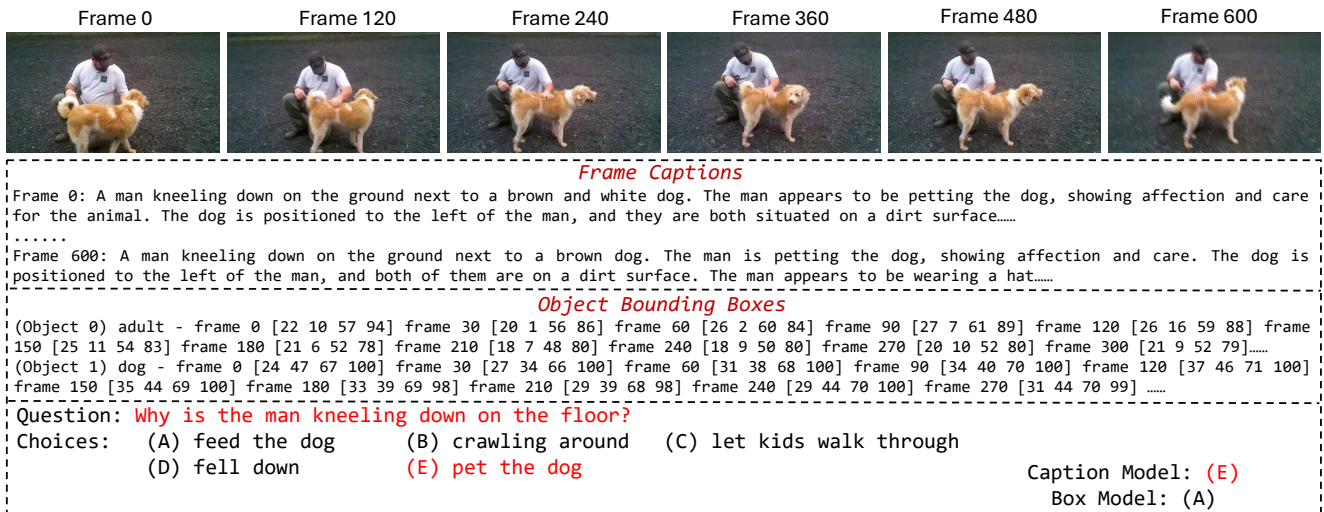 Frame 0 Frame 120 Frame 240 Frame 360 Frame 480 Frame 600
Frame Captions
Frame 0: A man kneeling down on the ground next to a brown and white dog. The man appears to be petting the dog, showing affection and care
for the animal. The dog is positioned to the left of the man, and they are both situated on a dirt surface……
......
Frame 600: A man kneeling down on the ground next to a brown dog. The man is petting the dog, showing affection and care. The dog is
positioned to the left of the man, and both of them are on a dirt surface. The man appears to be wearing a hat……
Object Bounding Boxes
(Object 0) adult - frame 0 [22 10 57 94] frame 30 [20 1 56 86] frame 60 [26 2 60 84] frame 90 [27 7 61 89] frame 120 [26 16 59 88] frame
150 [25 11 54 83] frame 180 [21 6 52 78] frame 210 [18 7 48 80] frame 240 [18 9 50 80] frame 270 [20 10 52 80] frame 300 [21 9 52 79]……
(Object 1) dog - frame 0 [24 47 67 100] frame 30 [27 34 66 100] frame 60 [31 38 68 100] frame 90 [34 40 70 100] frame 120 [37 46 71 100]
frame 150 [35 44 69 100] frame 180 [33 39 69 98] frame 210 [29 39 68 98] frame 240 [29 44 70 100] frame 270 [31 44 70 99] ……
Question: Why is the man kneeling down on the floor?
Choices: (A) feed the dog (B) crawling around (C) let kids walk through
(D) fell down (E) pet the dog
Caption Model: (E)
Box Model: (A)